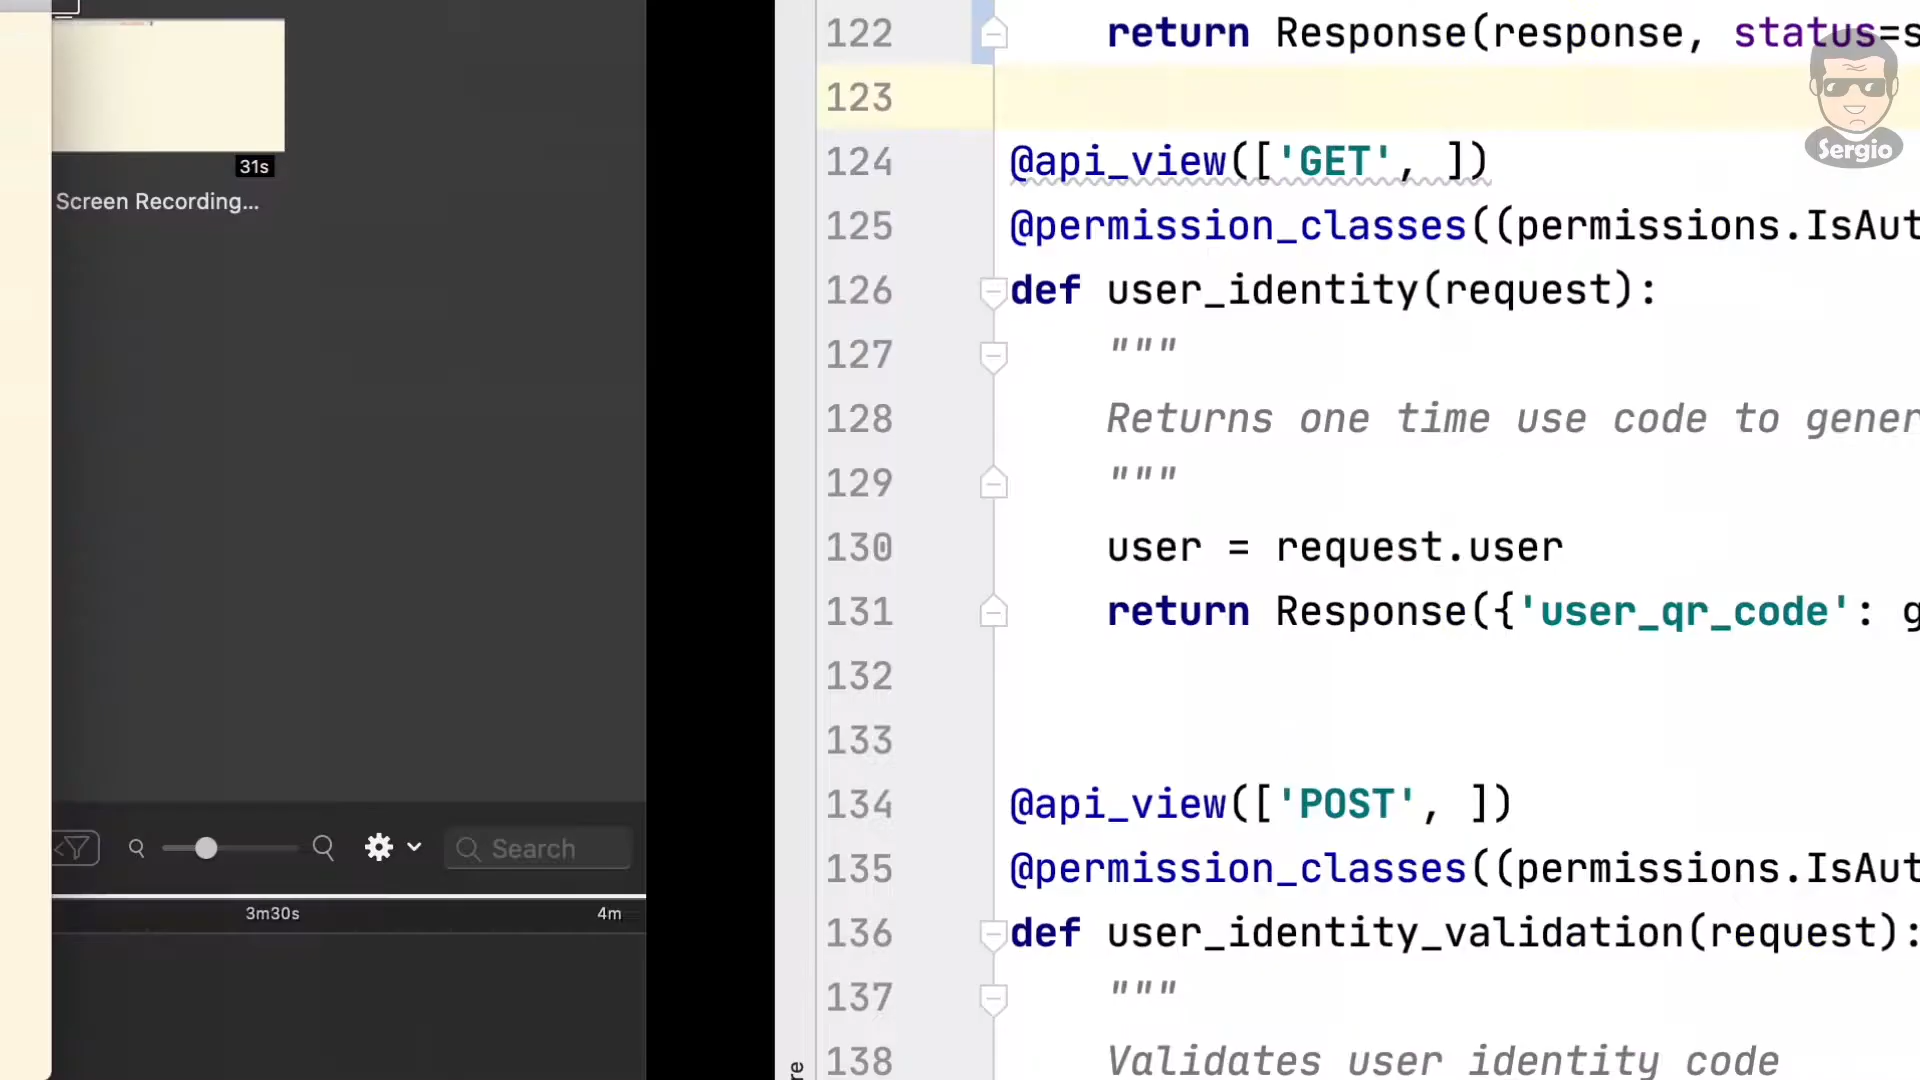 31s
Screen Recording...
Search
3m30s
4m
122 return Response(response, status=s
123
124 @api_view(['GET', ])
125 @permission_classes((permissions.IsAut
126 def user_identity(request):
127 """
128 Returns one time use code to gener
129 """
130 user = request.user
131 return Response({'user_qr_code': g
132
133
134 @api_view(['POST', ])
135 @permission_classes((permissions.IsAut
136 def user_identity_validation(request):
137 """
138 Validates user identity code
re
Sergio